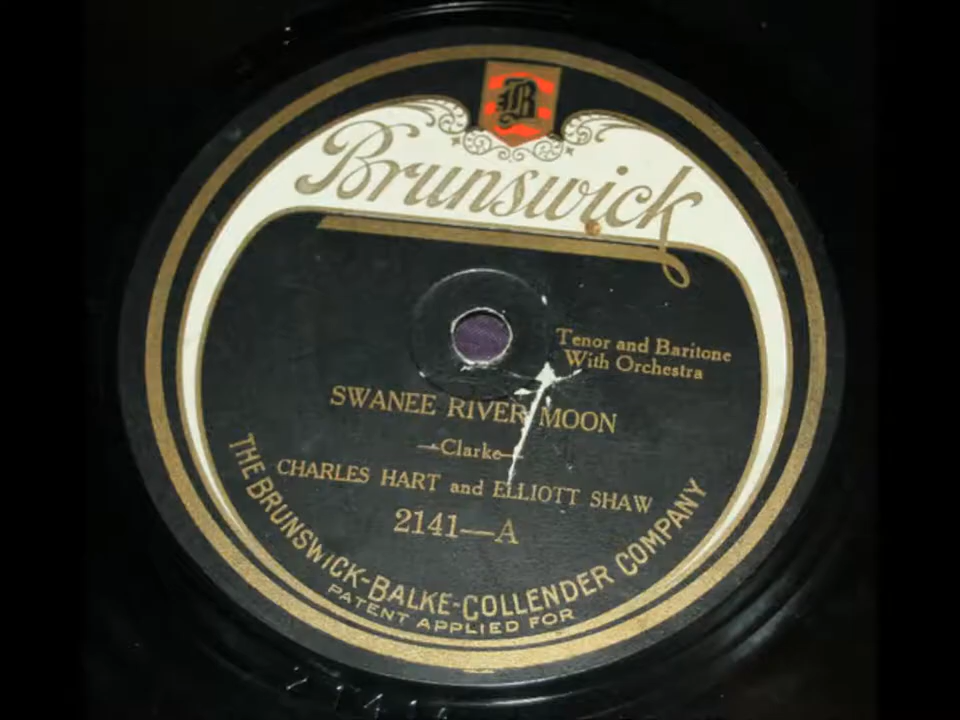 B
Brunswick
Tenor and Baritone
With Orchestra
SWANEE RIVER MOON
—Clarke—
CHARLES HART and ELLIOTT SHAW
2141—A
THE BRUNSWICK-BALKE-COLLENDER COMPANY
PATENT APPLIED FOR